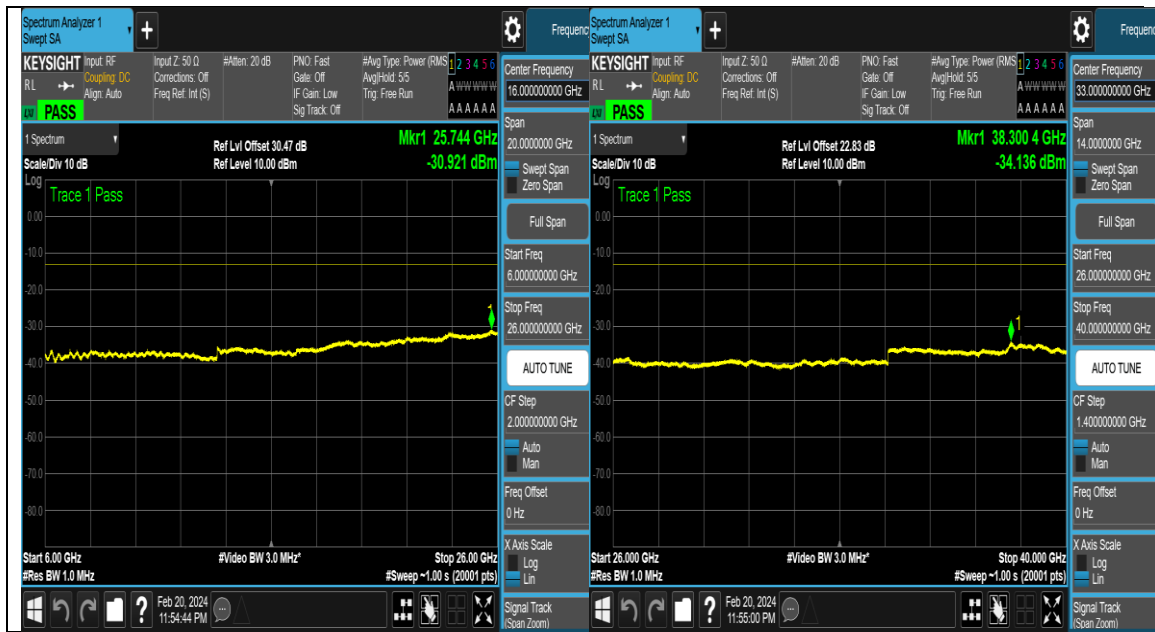 Spectrum Analyzer 1
Swept SA
+
Frequenc
KEYSIGHT
RL
PASS
Input: RF
Coupling: DC
Align: Auto
Input Z: 50 Ω
Corrections: Off
Freq Ref: Int (S)
#Atten: 20 dB
PNO: Fast
Gate: Off
IF Gain: Low
Sig Track: Off
#Avg Type: Power (RMS
Avg|Hold: 5/5
Trig: Free Run
1 2 3 4 5 6
A W W W W W
A A A A A A
1 Spectrum
Scale/Div 10 dB
Ref Lvl Offset 30.47 dB
Ref Level 10.00 dBm
Mkr1 25.744 GHz
-30.921 dBm
Log
Trace 1 Pass
0.00
-10.0
-20.0
-30.0
-40.0
-50.0
-60.0
-70.0
-80.0
1
Start 6.00 GHz
#Res BW 1.0 MHz
#Video BW 3.0 MHz*
Stop 26.00 GHz
#Sweep ~1.00 s (20001 pts)
Feb 20, 2024
11:54:44 PM
Center Frequency
16.000000000 GHz
Span
20.0000000 GHz
Swept Span
Zero Span
Full Span
Start Freq
6.000000000 GHz
Stop Freq
26.000000000 GHz
AUTO TUNE
CF Step
2.000000000 GHz
Auto
Man
Freq Offset
0 Hz
X Axis Scale
Log
Lin
Signal Track
(Span Zoom)
Spectrum Analyzer 1
Swept SA
+
Frequenc
KEYSIGHT
RL
PASS
Input: RF
Coupling: DC
Align: Auto
Input Z: 50 Ω
Corrections: Off
Freq Ref: Int (S)
#Atten: 20 dB
PNO: Fast
Gate: Off
IF Gain: Low
Sig Track: Off
#Avg Type: Power (RMS
Avg|Hold: 5/5
Trig: Free Run
1 2 3 4 5 6
A W W W W W
A A A A A A
1 Spectrum
Scale/Div 10 dB
Ref Lvl Offset 22.83 dB
Ref Level 10.00 dBm
Mkr1 38.300 4 GHz
-34.136 dBm
Log
Trace 1 Pass
0.00
-10.0
-20.0
-30.0
-40.0
-50.0
-60.0
-70.0
-80.0
1
Start 26.000 GHz
#Res BW 1.0 MHz
#Video BW 3.0 MHz*
Stop 40.000 GHz
#Sweep ~1.00 s (20001 pts)
Feb 20, 2024
11:55:00 PM
Center Frequency
33.000000000 GHz
Span
14.0000000 GHz
Swept Span
Zero Span
Full Span
Start Freq
26.000000000 GHz
Stop Freq
40.000000000 GHz
AUTO TUNE
CF Step
1.400000000 GHz
Auto
Man
Freq Offset
0 Hz
X Axis Scale
Log
Lin
Signal Track
(Span Zoom)